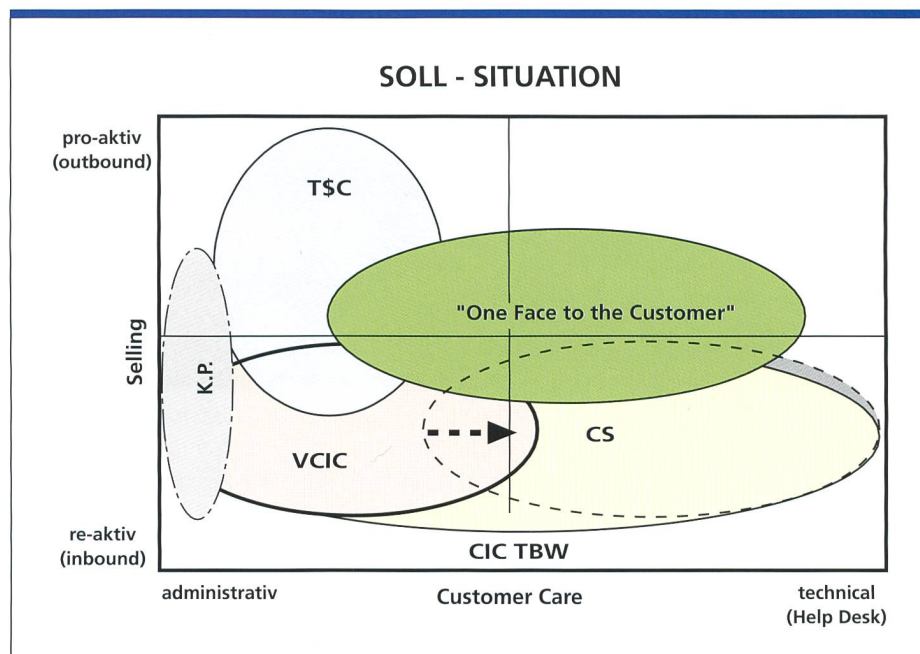 SOLL - SITUATION
pro-aktiv
(outbound)
T$C
"One Face to the Customer"
Selling
K.P.
CS
VCIC
re-aktiv
(inbound)
CIC TBW
administrativ
Customer Care
technical
(Help Desk)